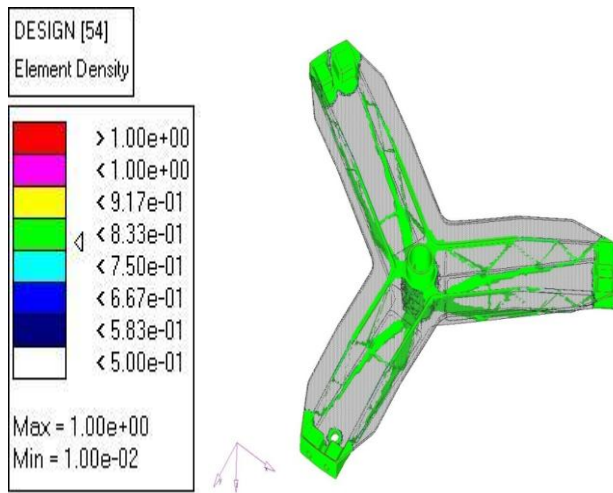 DESIGN [54]
Element Density
> 1.00e+00
< 1.00e+00
< 9.17e-01
< 8.33e-01
< 7.50e-01
< 6.67e-01
< 5.83e-01
< 5.00e-01
Max = 1.00e+00
Min = 1.00e-02